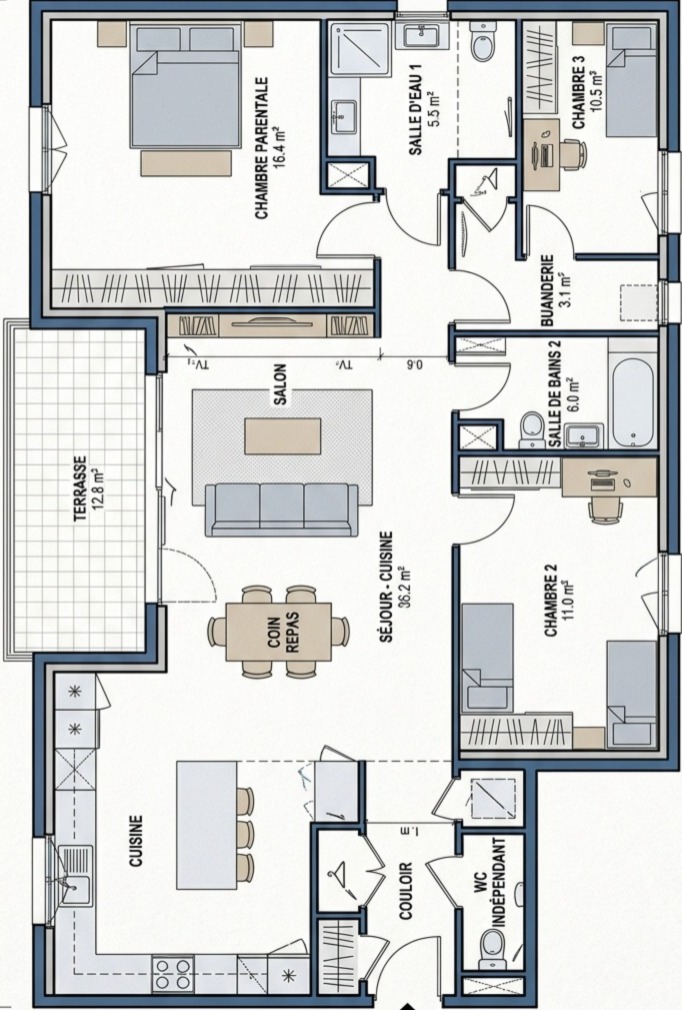 CHAMBRE PARENTALE
16.4 m²
SALLE D'EAU 1
5.5 m²
CHAMBRE 3
10.5 m²
BUANDERIE
3.1 m²
SALLE DE BAINS 2
6.0 m²
SALON
TERRASSE
12.8 m²
SÉJOUR - CUISINE
36.2 m²
COIN
REPAS
CHAMBRE 2
11.0 m²
CUISINE
COULOIR
WC
INDÉPENDANT
0.6